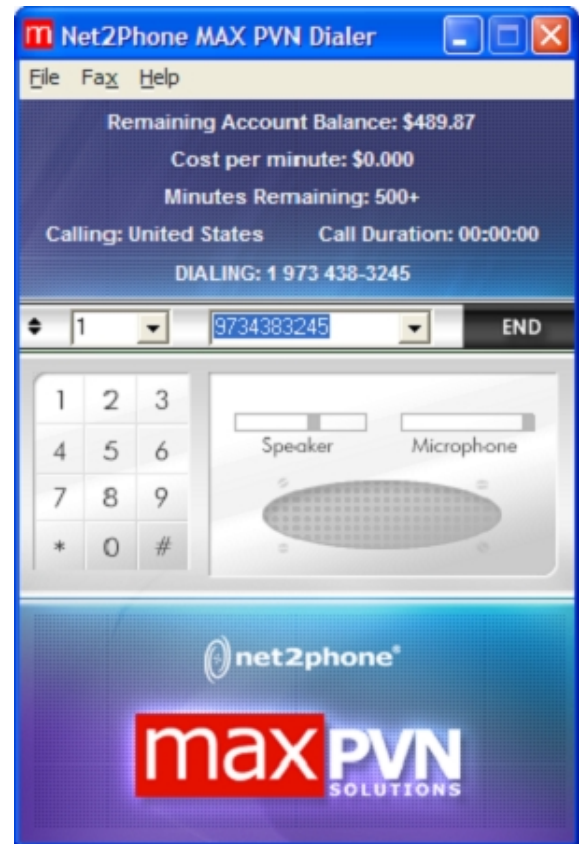 m Net2Phone MAX PVN Dialer
File Fax Help
Remaining Account Balance: $489.87
Cost per minute: $0.000
Minutes Remaining: 500+
Calling: United States Call Duration: 00:00:00
DIALING: 1 973 438-3245
1 9734383245 END
1 2 3
4 5 6
7 8 9
* 0 #
Speaker Microphone
net2phone®
max PVN
SOLUTIONS